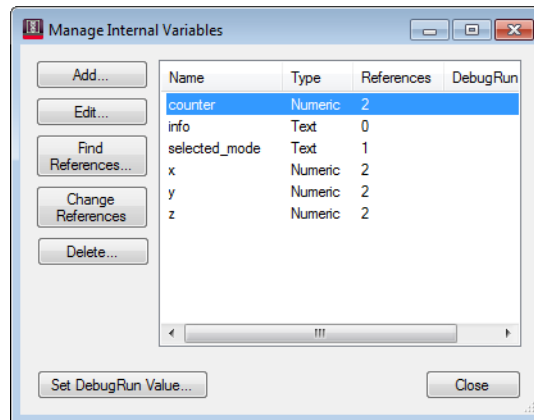 Manage Internal Variables
Add...
Edit...
Find
References...
Change
References
Delete...
Name Type References DebugRun
counter Numeric 2
info Text 0
selected_mode Text 1
x Numeric 2
y Numeric 2
z Numeric 2
Set DebugRun Value...
Close